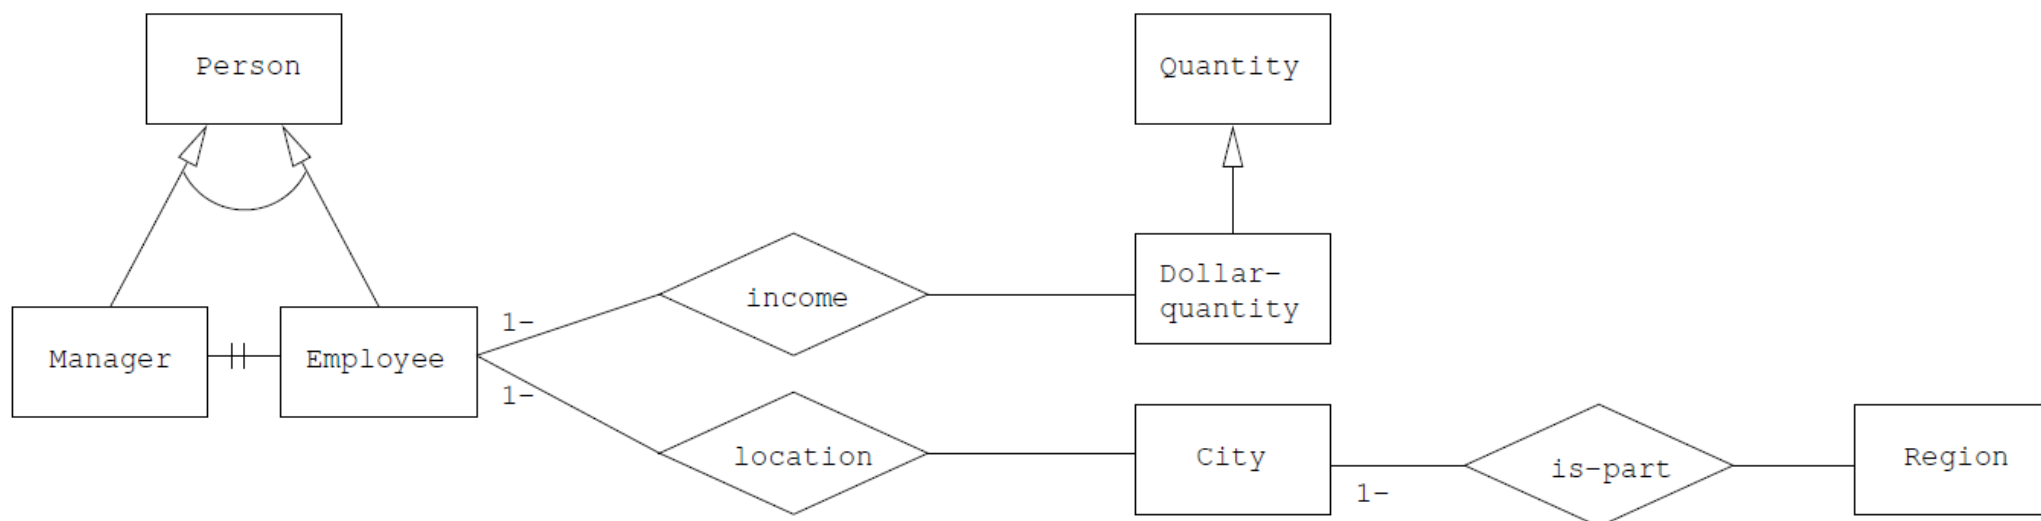 Person
Quantity
Dollar-
quantity
income
1-
Manager
Employee
1-
location
City
1-
is-part
Region